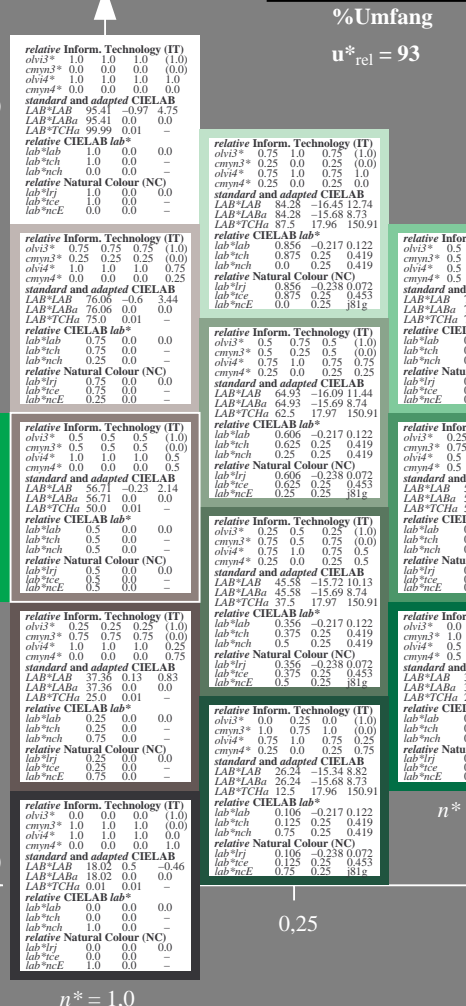 %Umfang
u*rel = 93
relative Inform. Technology (IT)
olvi3* 1.0 1.0 1.0 (1.0)
cmyn3* 0.0 0.0 0.0 (0.0)
olvi4* 1.0 1.0 1.0 1.0
cmyn4* 0.0 0.0 0.0 0.0
standard and adapted CIELAB
LAB*LAB 95.41 –0.97 4.75
LAB*LABa 95.41 0.0 0.0
LAB*TCHa 99.99 0.01 –
relative CIELAB lab*
lab*lab 1.0 0.0 0.0
lab*tch 1.0 0.0 –
lab*nch 0.0 0.0 –
relative Natural Colour (NC)
lab*lrj 1.0 0.0 0.0
lab*tce 1.0 0.0 –
lab*ncE 0.0 0.0 –
relative Inform. Technology (IT)
olvi3* 0.75 0.75 0.75 (1.0)
cmyn3* 0.25 0.25 0.25 (0.0)
olvi4* 1.0 1.0 1.0 0.75
cmyn4* 0.0 0.0 0.0 0.25
standard and adapted CIELAB
LAB*LAB 76.06 –0.6 3.44
LAB*LABa 76.06 0.0 0.0
LAB*TCHa 75.0 0.01 –
relative CIELAB lab*
lab*lab 0.75 0.0 0.0
lab*tch 0.75 0.0 –
lab*nch 0.25 0.0 –
relative Natural Colour (NC)
lab*lrj 0.75 0.0 0.0
lab*tce 0.75 0.0 –
lab*ncE 0.25 0.0 –
relative Inform. Technology (IT)
olvi3* 0.5 0.5 0.5 (1.0)
cmyn3* 0.5 0.5 0.5 (0.0)
olvi4* 1.0 1.0 1.0 0.5
cmyn4* 0.0 0.0 0.0 0.5
standard and adapted CIELAB
LAB*LAB 56.71 –0.23 2.14
LAB*LABa 56.71 0.0 0.0
LAB*TCHa 50.0 0.01 –
relative CIELAB lab*
lab*lab 0.5 0.0 0.0
lab*tch 0.5 0.0 –
lab*nch 0.5 0.0 –
relative Natural Colour (NC)
lab*lrj 0.5 0.0 0.0
lab*tce 0.5 0.0 –
lab*ncE 0.5 0.0 –
relative Inform. Technology (IT)
olvi3* 0.25 0.25 0.25 (1.0)
cmyn3* 0.75 0.75 0.75 (0.0)
olvi4* 1.0 1.0 1.0 0.25
cmyn4* 0.0 0.0 0.0 0.75
standard and adapted CIELAB
LAB*LAB 37.36 0.13 0.83
LAB*LABa 37.36 0.0 0.0
LAB*TCHa 25.0 0.01 –
relative CIELAB lab*
lab*lab 0.25 0.0 0.0
lab*tch 0.25 0.0 –
lab*nch 0.75 0.0 –
relative Natural Colour (NC)
lab*lrj 0.25 0.0 0.0
lab*tce 0.25 0.0 –
lab*ncE 0.75 0.0 –
relative Inform. Technology (IT)
olvi3* 0.0 0.0 0.0 (1.0)
cmyn3* 1.0 1.0 1.0 (0.0)
olvi4* 1.0 1.0 1.0 0.0
cmyn4* 0.0 0.0 0.0 1.0
standard and adapted CIELAB
LAB*LAB 18.02 0.5 –0.46
LAB*LABa 18.02 0.0 0.0
LAB*TCHa 0.01 0.01 –
relative CIELAB lab*
lab*lab 0.0 0.0 0.0
lab*tch 0.0 0.0 –
lab*nch 1.0 0.0 –
relative Natural Colour (NC)
lab*lrj 0.0 0.0 0.0
lab*tce 0.0 0.0 –
lab*ncE 1.0 0.0 –
n* = 1,0
relative Inform. Technology (IT)
olvi3* 0.75 1.0 0.75 (1.0)
cmyn3* 0.25 0.0 0.25 (0.0)
olvi4* 0.75 1.0 0.75 1.0
cmyn4* 0.25 0.0 0.25 0.0
standard and adapted CIELAB
LAB*LAB 84.28 –16.45 12.74
LAB*LABa 84.28 –15.68 8.73
LAB*TCHa 87.5 17.96 150.91
relative CIELAB lab*
lab*lab 0.856 –0.217 0.122
lab*tch 0.875 0.25 0.419
lab*nch 0.0 0.25 0.419
relative Natural Colour (NC)
lab*lrj 0.856 –0.238 0.072
lab*tce 0.875 0.25 0.453
lab*ncE 0.0 0.25 j81g
relative Inform. Technology (IT)
olvi3* 0.5 0.75 0.5 (1.0)
cmyn3* 0.5 0.25 0.5 (0.0)
olvi4* 0.75 1.0 0.75 0.75
cmyn4* 0.25 0.0 0.25 0.25
standard and adapted CIELAB
LAB*LAB 64.93 –16.09 11.44
LAB*LABa 64.93 –15.69 8.74
LAB*TCHa 62.5 17.97 150.91
relative CIELAB lab*
lab*lab 0.606 –0.217 0.122
lab*tch 0.625 0.25 0.419
lab*nch 0.25 0.25 0.419
relative Natural Colour (NC)
lab*lrj 0.606 –0.238 0.072
lab*tce 0.625 0.25 0.453
lab*ncE 0.25 0.25 j81g
relative Inform. Technology (IT)
olvi3* 0.25 0.5 0.25 (1.0)
cmyn3* 0.75 0.5 0.75 (0.0)
olvi4* 0.75 1.0 0.75 0.5
cmyn4* 0.25 0.0 0.25 0.5
standard and adapted CIELAB
LAB*LAB 45.58 –15.72 10.13
LAB*LABa 45.58 –15.69 8.74
LAB*TCHa 37.5 17.97 150.91
relative CIELAB lab*
lab*lab 0.356 –0.217 0.122
lab*tch 0.375 0.25 0.419
lab*nch 0.5 0.25 0.419
relative Natural Colour (NC)
lab*lrj 0.356 –0.238 0.072
lab*tce 0.375 0.25 0.453
lab*ncE 0.5 0.25 j81g
relative Inform. Technology (IT)
olvi3* 0.0 0.25 0.0 (1.0)
cmyn3* 1.0 0.75 1.0 (0.0)
olvi4* 0.75 1.0 0.75 0.25
cmyn4* 0.25 0.0 0.25 0.75
standard and adapted CIELAB
LAB*LAB 26.24 –15.34 8.82
LAB*LABa 26.24 –15.68 8.73
LAB*TCHa 12.5 17.96 150.91
relative CIELAB lab*
lab*lab 0.106 –0.217 0.122
lab*tch 0.125 0.25 0.419
lab*nch 0.75 0.25 0.419
relative Natural Colour (NC)
lab*lrj 0.106 –0.238 0.072
lab*tce 0.125 0.25 0.453
lab*ncE 0.75 0.25 j81g
0,25
n*